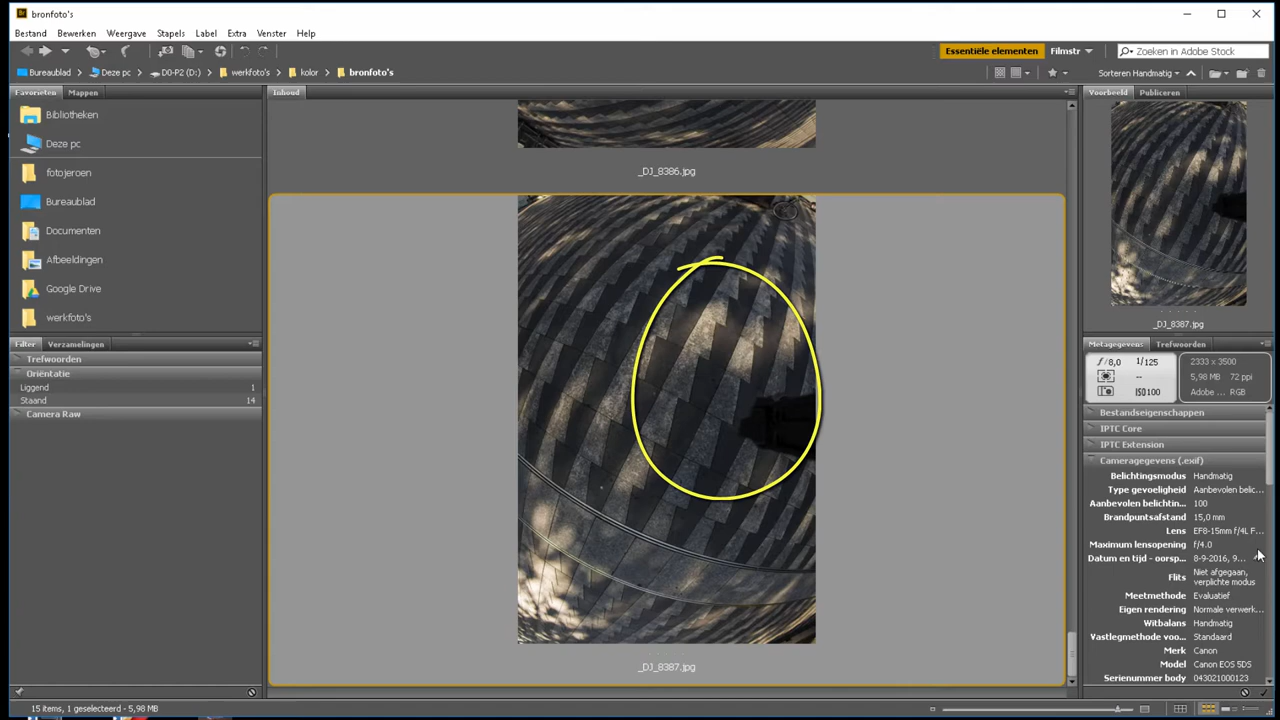 Br bronfoto's
Bestand Bewerken Weergave Stapels Label Extra Venster Help
Essentiële elementen Filmstr Zoeken in Adobe Stock
Bureaublad Deze pc D0-P2 (D:) werkfoto's kolor bronfoto's
Sorteren Handmatig
Favorieten Mappen
Inhoud
Voorbeeld Publiceren
Bibliotheken
Deze pc
fotojeroen
Bureaublad
Documenten
Afbeeldingen
Google Drive
werkfoto's
Filter Verzamelingen
Trefwoorden
Oriëntatie
Liggend 1
Staand 14
Camera Raw
_DJ_8386.jpg
_DJ_8387.jpg
_DJ_8387.jpg
Metagegevens Trefwoorden
f/8,0 1/125
--
ISO100
2333 x 3500
5,98 MB 72 ppi
Adobe ... RGB
Bestandseigenschappen
IPTC Core
IPTC Extension
Cameragegevens (.exif)
Belichtingsmodus Handmatig
Type gevoeligheid Aanbevolen belic...
Aanbevolen belichtin... 100
Brandpuntsafstand 15,0 mm
Lens EF8-15mm f/4L F...
Maximum lensopening f/4.0
Datum en tijd - oorsp... 8-9-2016, 9...
Flits Niet afgegaan, verplichte modus
Meetmethode Evaluatief
Eigen rendering Normale verwerk...
Witbalans Handmatig
Vastlegmethode voo... Standaard
Merk Canon
Model Canon EOS 5DS
Serienummer body 043021000123
15 items, 1 geselecteerd - 5,98 MB